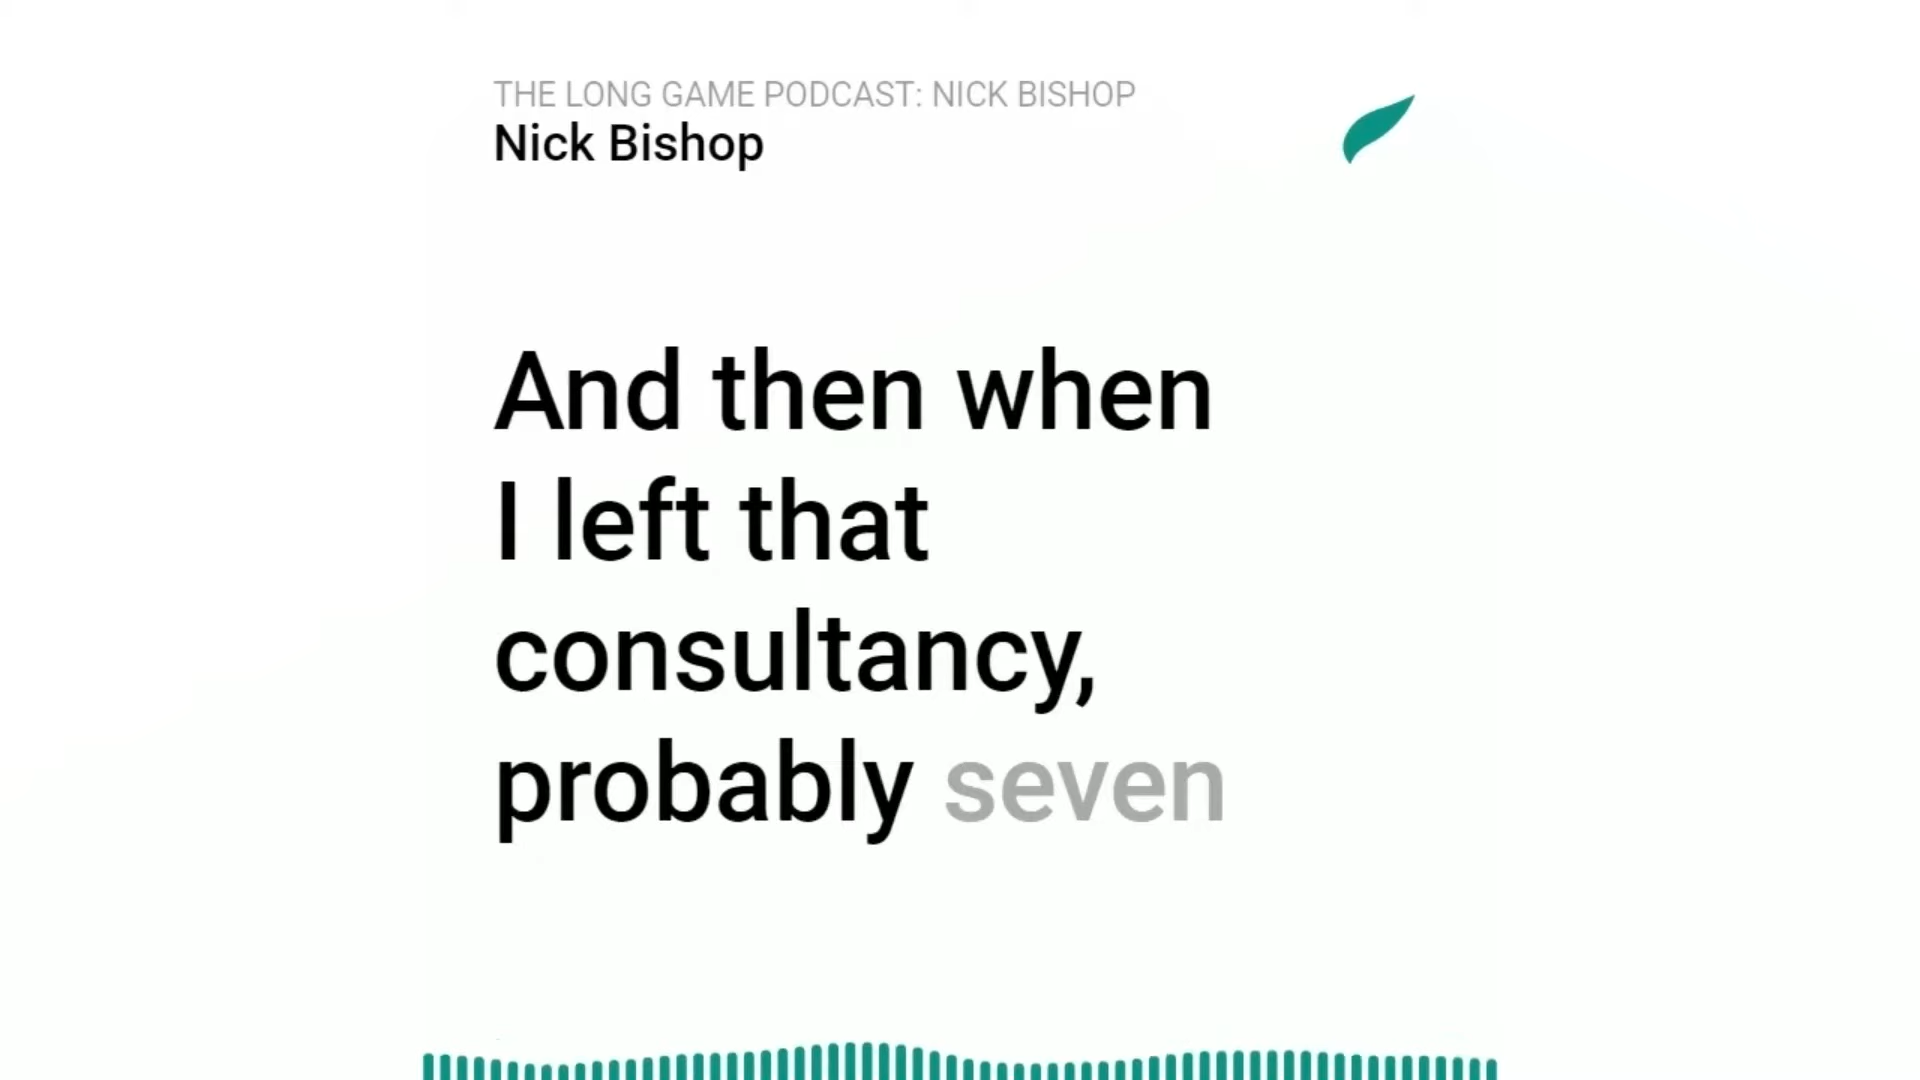 THE LONG GAME PODCAST: NICK BISHOP
Nick Bishop
And then when
I left that
consultancy,
probably seven